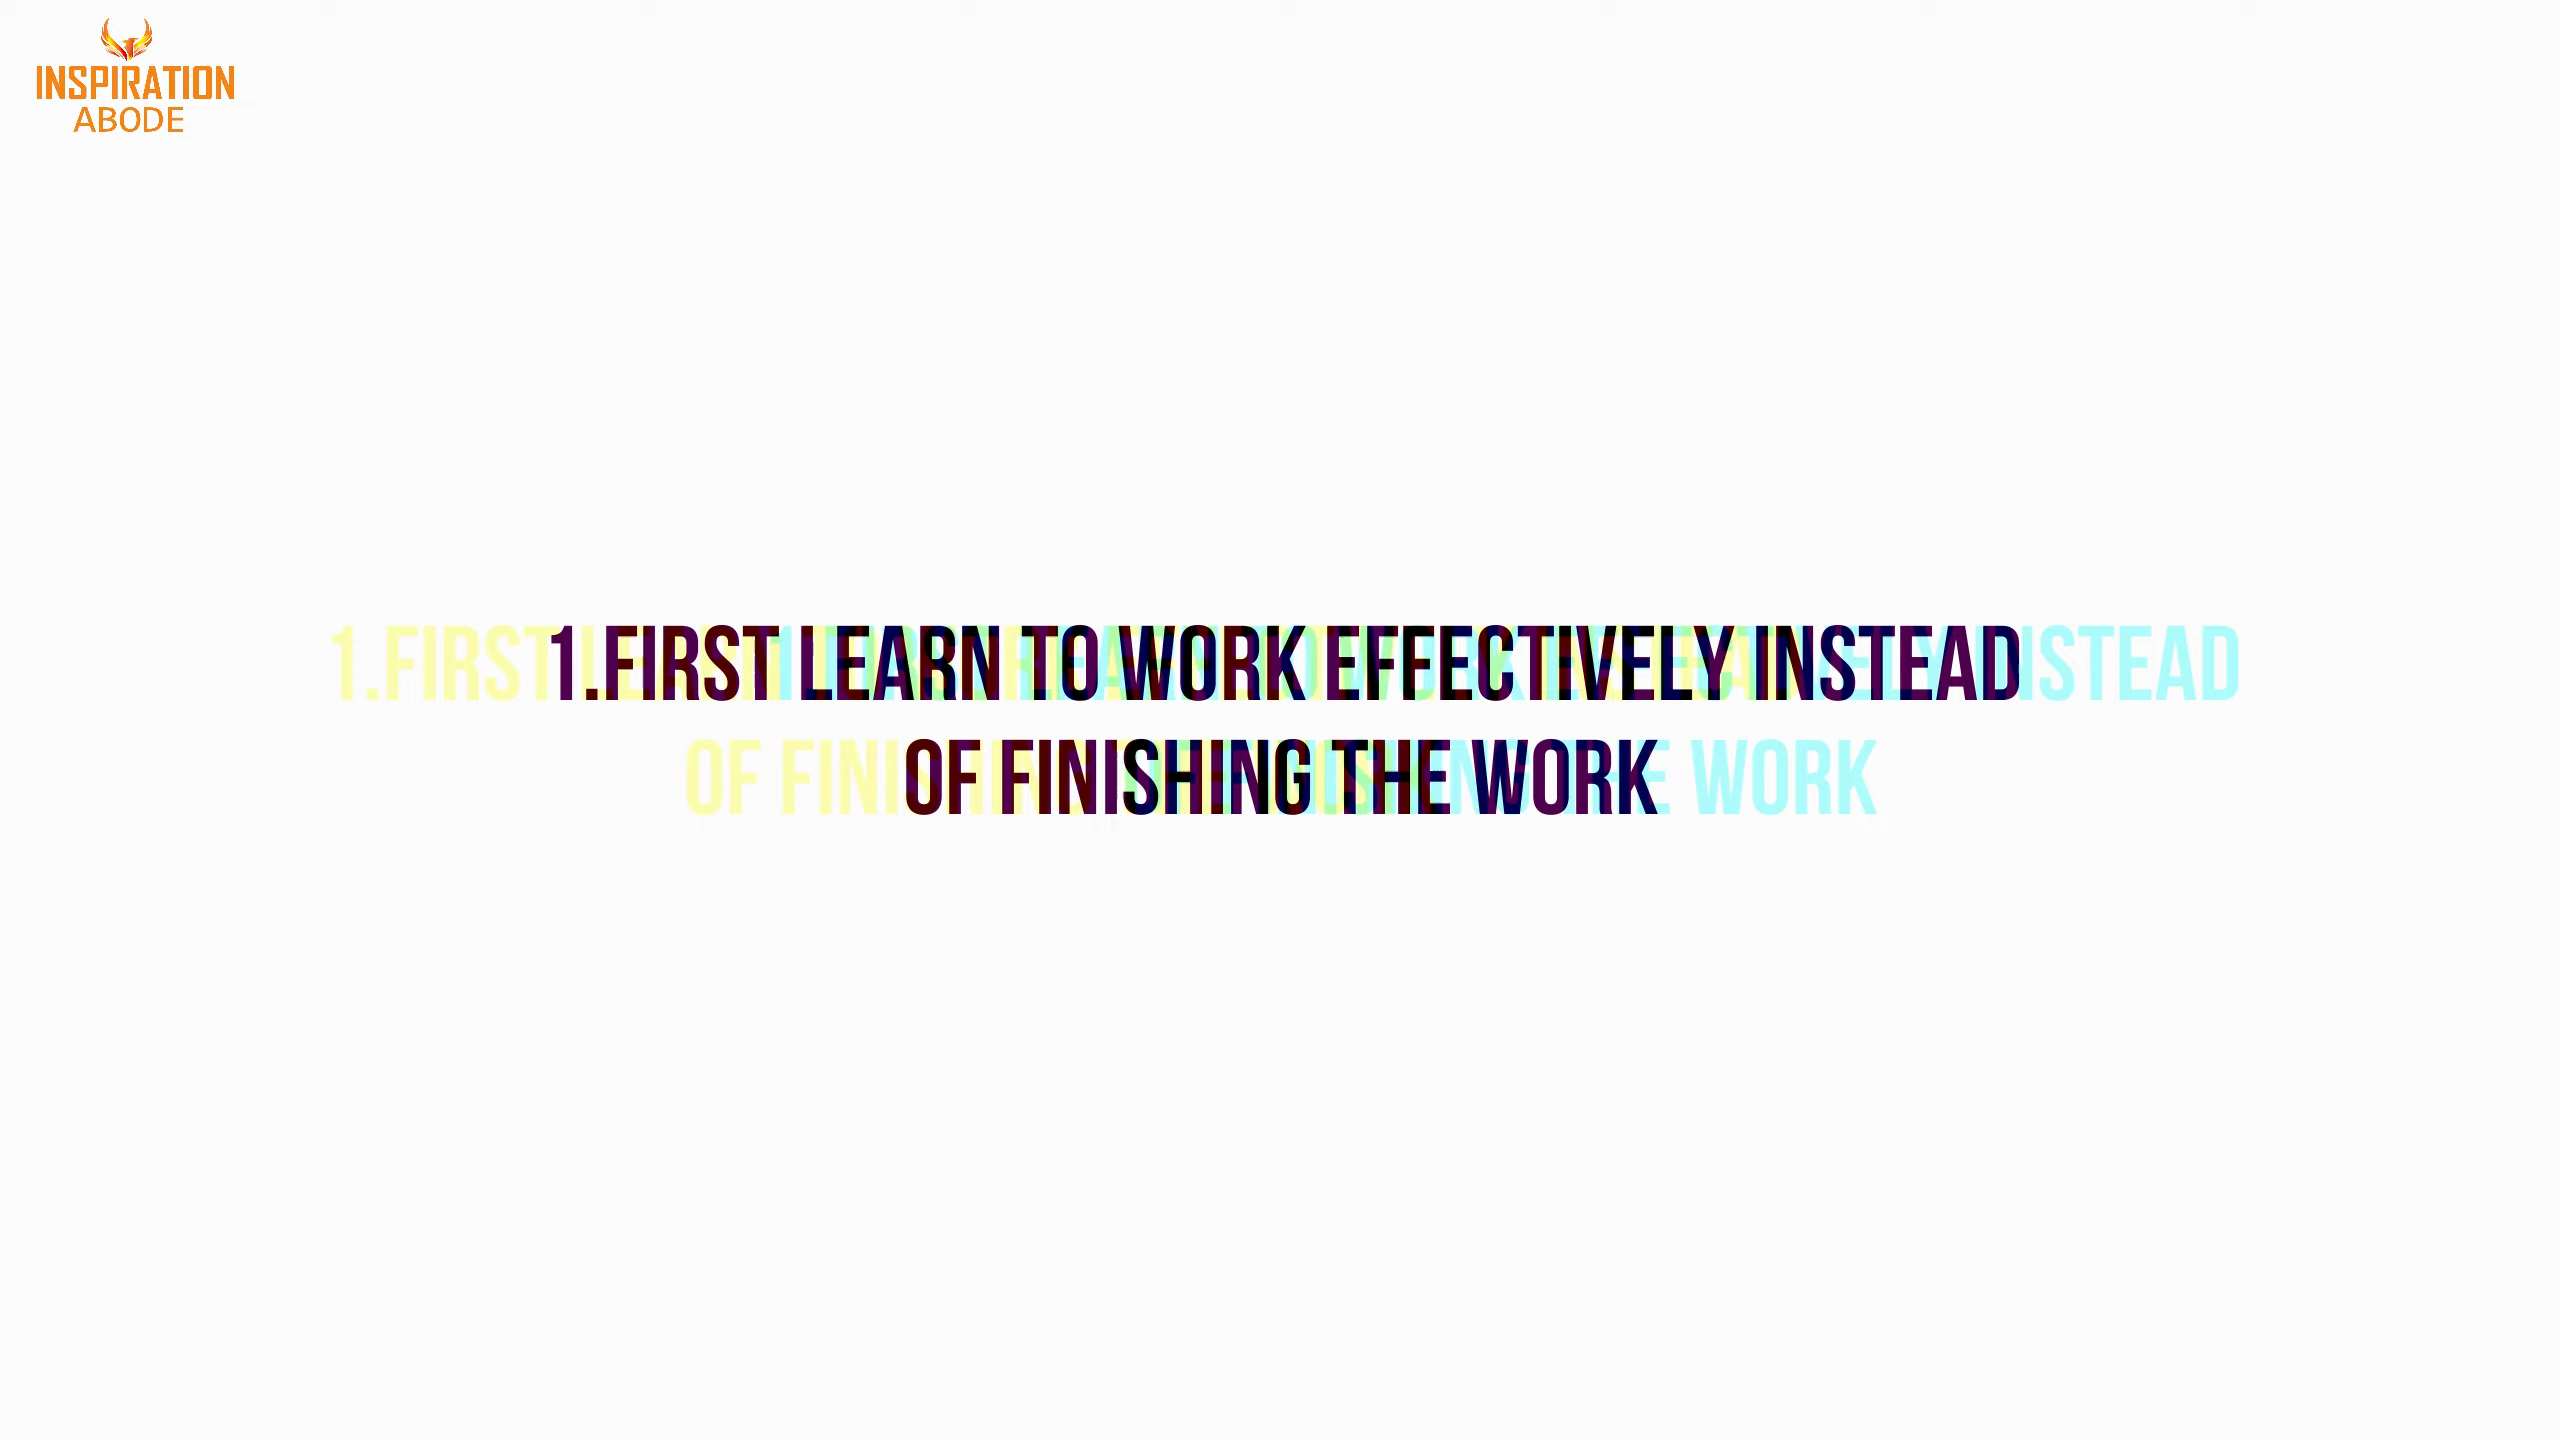 INSPIRATION
ABODE
1.FIRST LEARN TO WORK EFFECTIVELY INSTEAD
OF FINISHING THE WORK